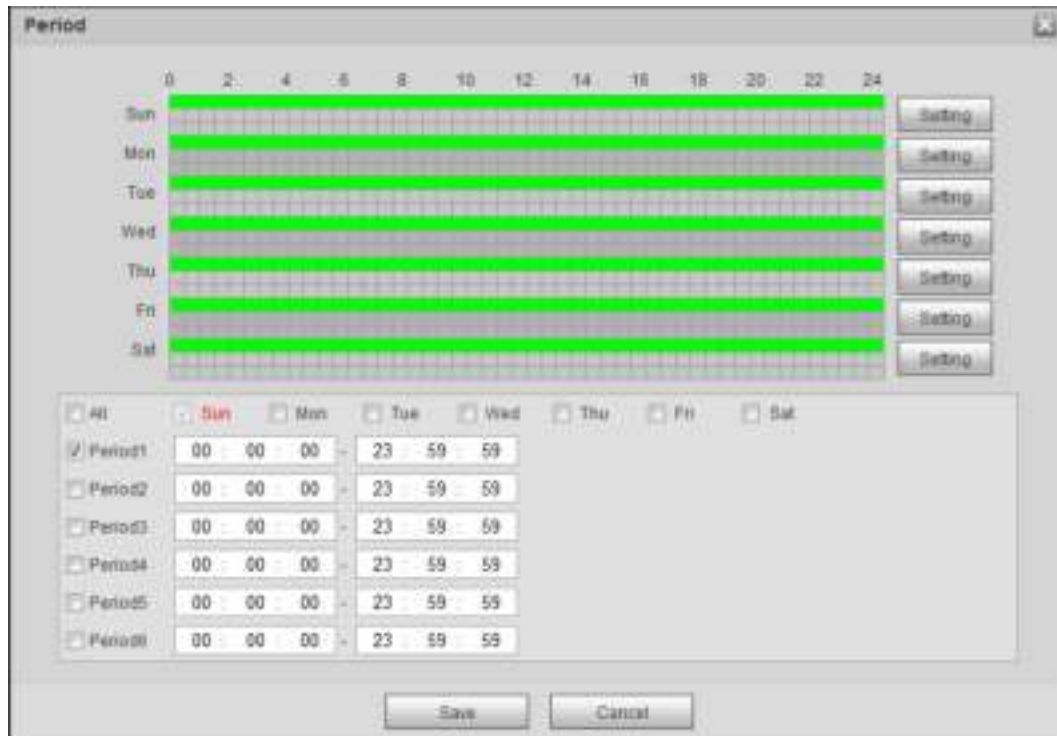 Period
0 2 4 6 8 10 12 14 16 18 20 22 24
Sun Setting
Mon Setting
Tue Setting
Wed Setting
Thu Setting
Fri Setting
Sat Setting
All Sun Mon Tue Wed Thu Fri Sat
Period1 00 : 00 : 00 - 23 : 59 : 59
Period2 00 : 00 : 00 - 23 : 59 : 59
Period3 00 : 00 : 00 - 23 : 59 : 59
Period4 00 : 00 : 00 - 23 : 59 : 59
Period5 00 : 00 : 00 - 23 : 59 : 59
Period6 00 : 00 : 00 - 23 : 59 : 59
Save Cancel